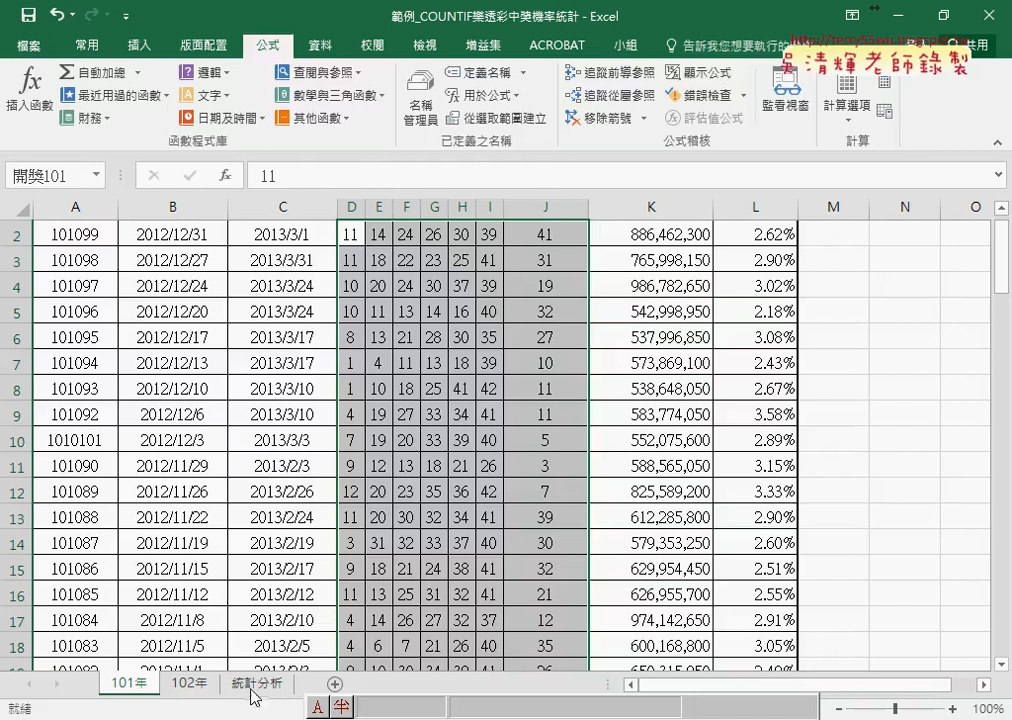 範例_COUNTIF樂透彩中獎機率統計 - Excel
檔案 常用 插入 版面配置 公式 資料 校閱 檢視 增益集 ACROBAT 小組 告訴我您想要執行的 共用
吳清輝老師錄製
插入函數 自動加總 最近用過的函數 財務 邏輯 文字 日期及時間 查閱與參照 數學與三角函數 其他函數
函數程式庫
名稱管理員 定義名稱 用於公式 從選取範圍建立
已定義之名稱
追蹤前導參照 追蹤從屬參照 移除箭號 顯示公式 錯誤檢查 評估值公式 監看視窗
公式稽核
計算選項
計算
開獎101 fx 11
A B C D E F G H I J K L M N O
2 101099 2012/12/31 2013/3/1 11 14 24 26 30 39 41 886,462,300 2.62%
3 101098 2012/12/27 2013/3/31 11 18 22 23 25 41 31 765,998,150 2.90%
4 101097 2012/12/24 2013/3/24 10 20 24 30 37 39 19 986,782,650 3.02%
5 101096 2012/12/20 2013/3/24 10 11 13 14 16 40 32 542,998,950 2.18%
6 101095 2012/12/17 2013/3/17 8 13 21 28 30 35 27 537,996,850 3.08%
7 101094 2012/12/13 2013/3/17 1 4 11 13 18 39 10 573,869,100 2.43%
8 101093 2012/12/10 2013/3/10 1 10 18 25 41 42 11 538,648,050 2.67%
9 101092 2012/12/6 2013/3/10 4 19 27 33 34 41 11 583,774,050 3.58%
10 1010101 2012/12/3 2013/3/3 7 19 20 33 39 40 5 552,075,600 2.89%
11 101090 2012/11/29 2013/2/3 9 12 13 18 21 26 3 588,565,050 3.15%
12 101089 2012/11/26 2013/2/26 12 20 23 35 36 42 7 825,589,200 3.33%
13 101088 2012/11/22 2013/2/24 11 20 30 32 34 41 39 612,285,800 2.90%
14 101087 2012/11/19 2013/2/19 3 31 32 33 37 40 30 579,353,250 2.60%
15 101086 2012/11/15 2013/2/17 9 18 21 24 38 41 32 629,954,450 2.51%
16 101085 2012/11/12 2013/2/12 11 13 25 31 32 41 21 626,955,700 2.55%
17 101084 2012/11/8 2013/2/10 4 14 26 27 32 37 12 974,142,650 2.91%
18 101083 2012/11/5 2013/2/5 4 6 7 21 26 40 35 600,168,800 3.05%
101年 102年 統計分析
就緒 A 半 100%